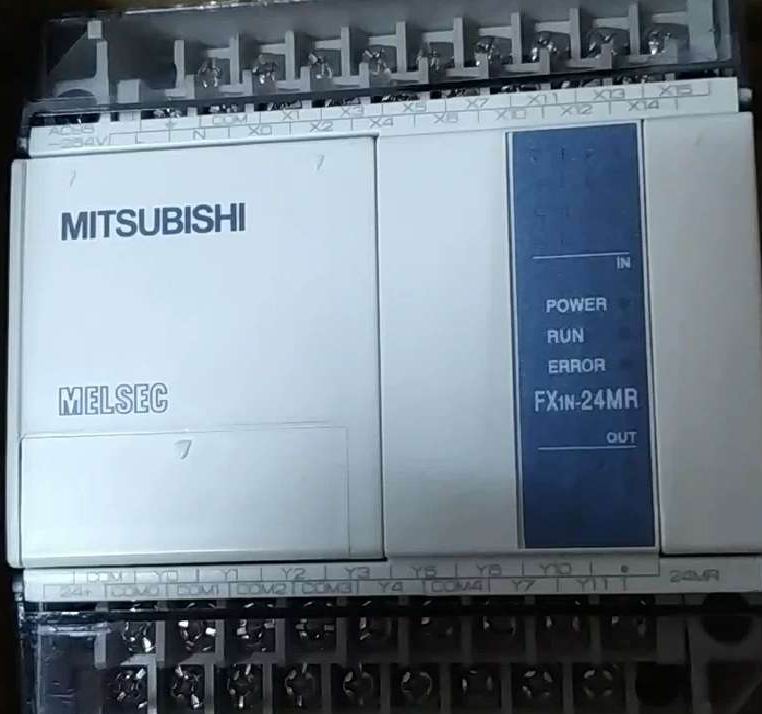 COM X1 X3 X5 X7 X11 X13 X15
L N X0 X2 X4 X6 X10 X12 X14
MITSUBISHI
IN
POWER
RUN
ERROR
MELSEC
FX1N-24MR
OUT
COM Y0 Y1 Y2 Y3 Y5 Y6 Y10 •
24+ COM0 COM1 COM2 COM3 Y4 COM4 Y7 Y11
24MR